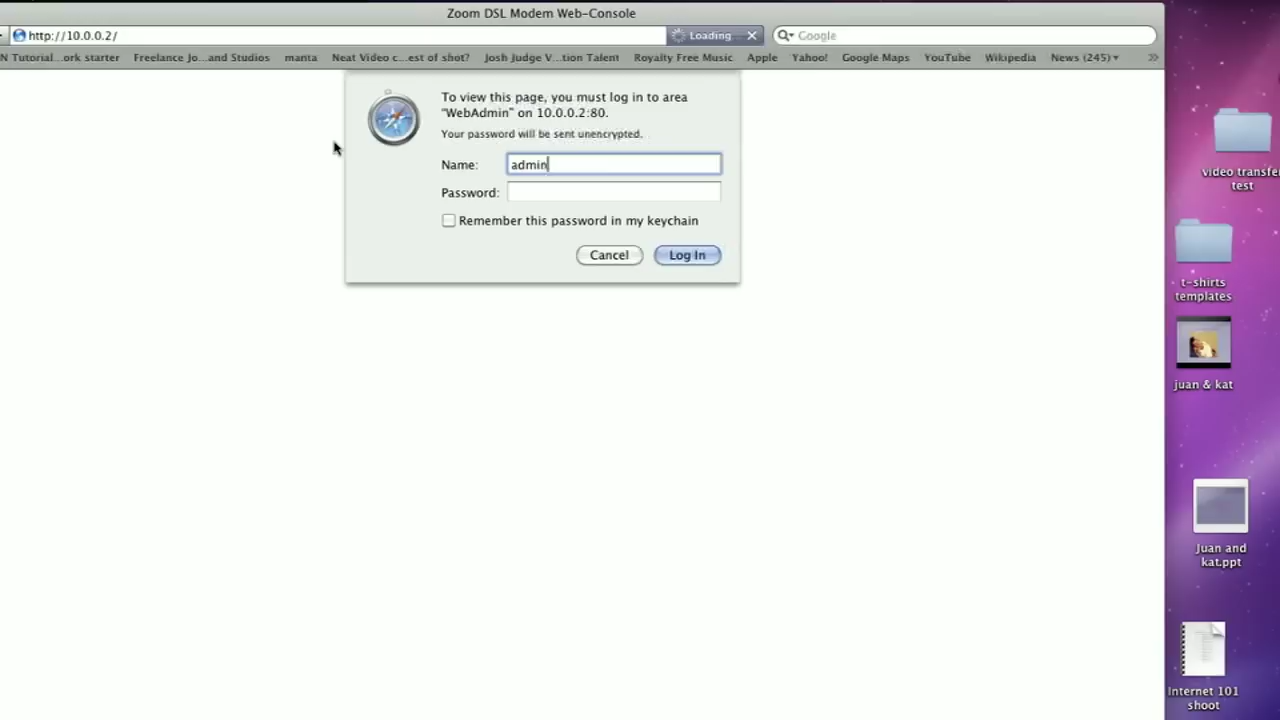 Zoom DSL Modem Web-Console
http://10.0.0.2/
Loading
Google
N Tutorial...ork starter
Freelance Jo...and Studios
manta
Neat Video c...est of shot?
Josh Judge V...tion Talent
Royalty Free Music
Apple
Yahoo!
Google Maps
YouTube
Wikipedia
News (245)
To view this page, you must log in to area
"WebAdmin" on 10.0.0.2:80.
Your password will be sent unencrypted.
Name:
admin
Password:
Remember this password in my keychain
Cancel
Log In
video transfe
test
t-shirts
templates
juan & kat
Juan and
kat.ppt
Internet 101
shoot